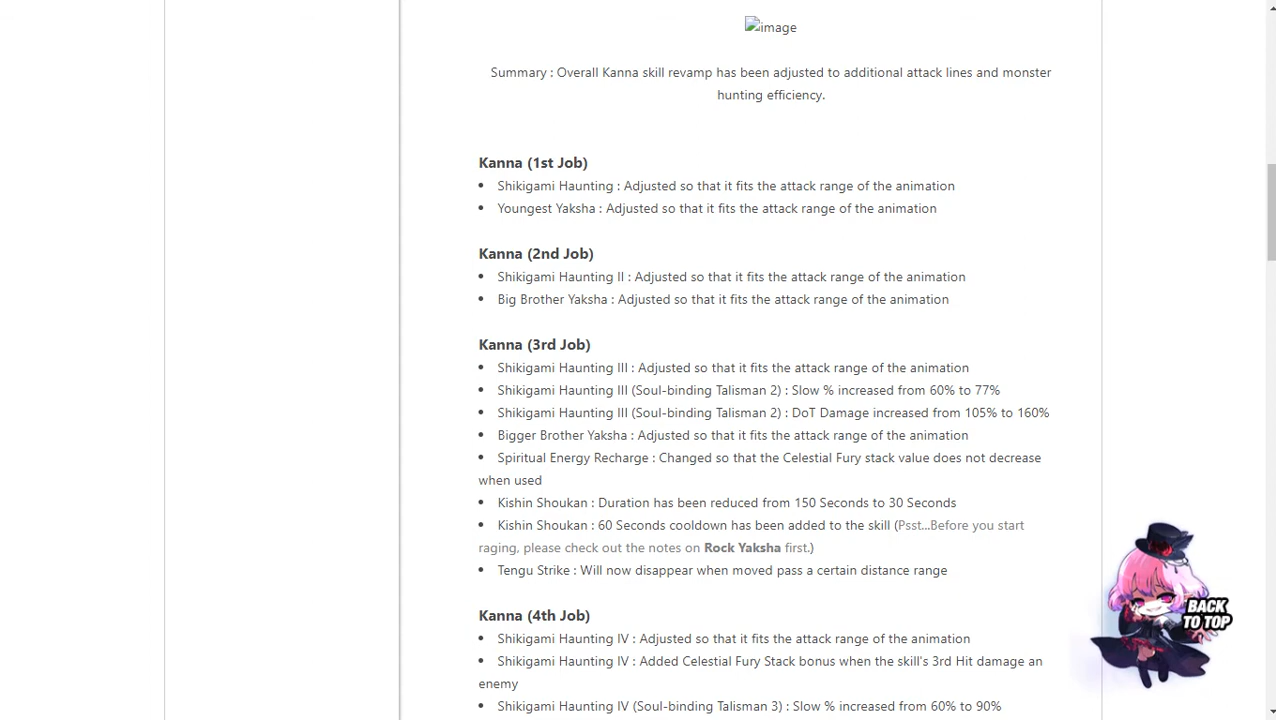 image
Summary : Overall Kanna skill revamp has been adjusted to additional attack lines and monster
hunting efficiency.
Kanna (1st Job)
• Shikigami Haunting : Adjusted so that it fits the attack range of the animation
• Youngest Yaksha : Adjusted so that it fits the attack range of the animation
Kanna (2nd Job)
• Shikigami Haunting II : Adjusted so that it fits the attack range of the animation
• Big Brother Yaksha : Adjusted so that it fits the attack range of the animation
Kanna (3rd Job)
• Shikigami Haunting III : Adjusted so that it fits the attack range of the animation
• Shikigami Haunting III (Soul-binding Talisman 2) : Slow % increased from 60% to 77%
• Shikigami Haunting III (Soul-binding Talisman 2) : DoT Damage increased from 105% to 160%
• Bigger Brother Yaksha : Adjusted so that it fits the attack range of the animation
• Spiritual Energy Recharge : Changed so that the Celestial Fury stack value does not decrease
when used
• Kishin Shoukan : Duration has been reduced from 150 Seconds to 30 Seconds
• Kishin Shoukan : 60 Seconds cooldown has been added to the skill (Psst...Before you start
raging, please check out the notes on Rock Yaksha first.)
• Tengu Strike : Will now disappear when moved pass a certain distance range
Kanna (4th Job)
• Shikigami Haunting IV : Adjusted so that it fits the attack range of the animation
• Shikigami Haunting IV : Added Celestial Fury Stack bonus when the skill's 3rd Hit damage an
enemy
• Shikigami Haunting IV (Soul-binding Talisman 3) : Slow % increased from 60% to 90%
BACK
TO TOP